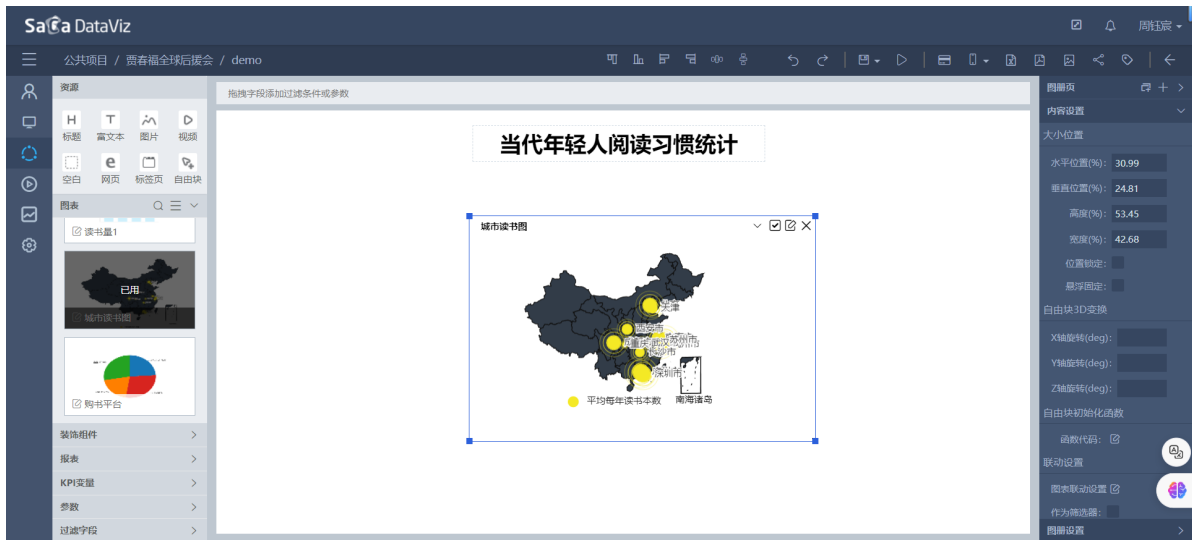 SaCa DataViz
周钰宸
公共项目 / 贾春福全球后援会 / demo
资源
H T
标题 富文本 图片 视频
e
空白 网页 标签页 自由块
图表
读书量1
已用
城市读书图
购书平台
装饰组件
报表
KPI变量
参数
过滤字段
拖拽字段添加过滤条件或参数
当代年轻人阅读习惯统计
城市读书图
天津
西安市
重庆 武汉 苏州市
长沙市
深圳市
平均每年读书本数 南海诸岛
图册页
内容设置
大小位置
水平位置(%): 30.99
垂直位置(%): 24.81
高度(%): 53.45
宽度(%): 42.68
位置锁定:
悬浮固定:
自由块3D变换
X轴旋转(deg):
Y轴旋转(deg):
Z轴旋转(deg):
自由块初始化函数
函数代码:
联动设置
图表联动设置
作为筛选器:
图册设置